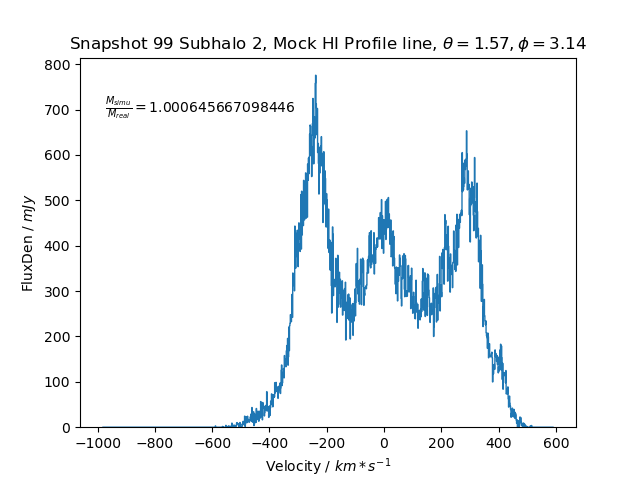 Snapshot 99 Subhalo 2, Mock HI Profile line, θ = 1.57, ϕ = 3.14
800
M_simu/M_real = 1.000645667098446
700
600
500
400
300
200
100
0
FluxDen / mJy
−1000 −800 −600 −400 −200 0 200 400 600
Velocity / km * s⁻¹